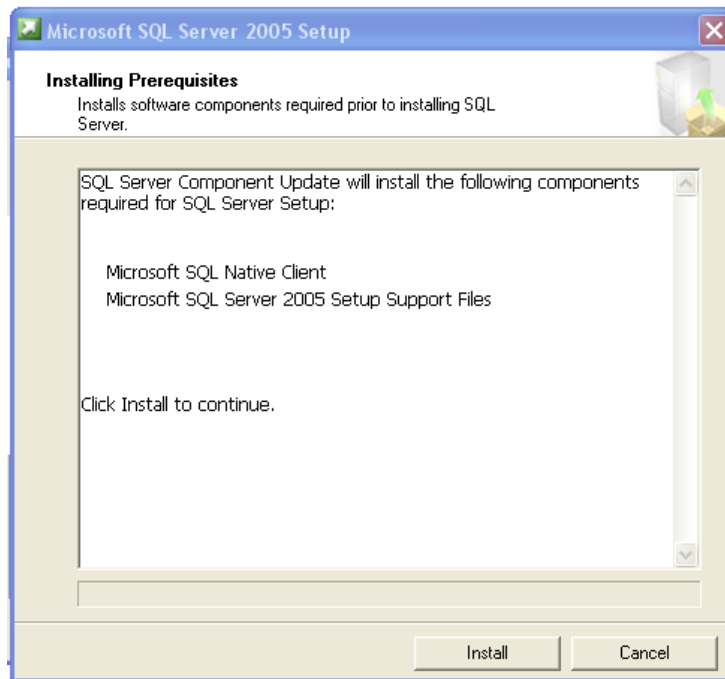 Microsoft SQL Server 2005 Setup
Installing Prerequisites
Installs software components required prior to installing SQL
Server.
SQL Server Component Update will install the following components
required for SQL Server Setup:
Microsoft SQL Native Client
Microsoft SQL Server 2005 Setup Support Files
Click Install to continue.
Install
Cancel